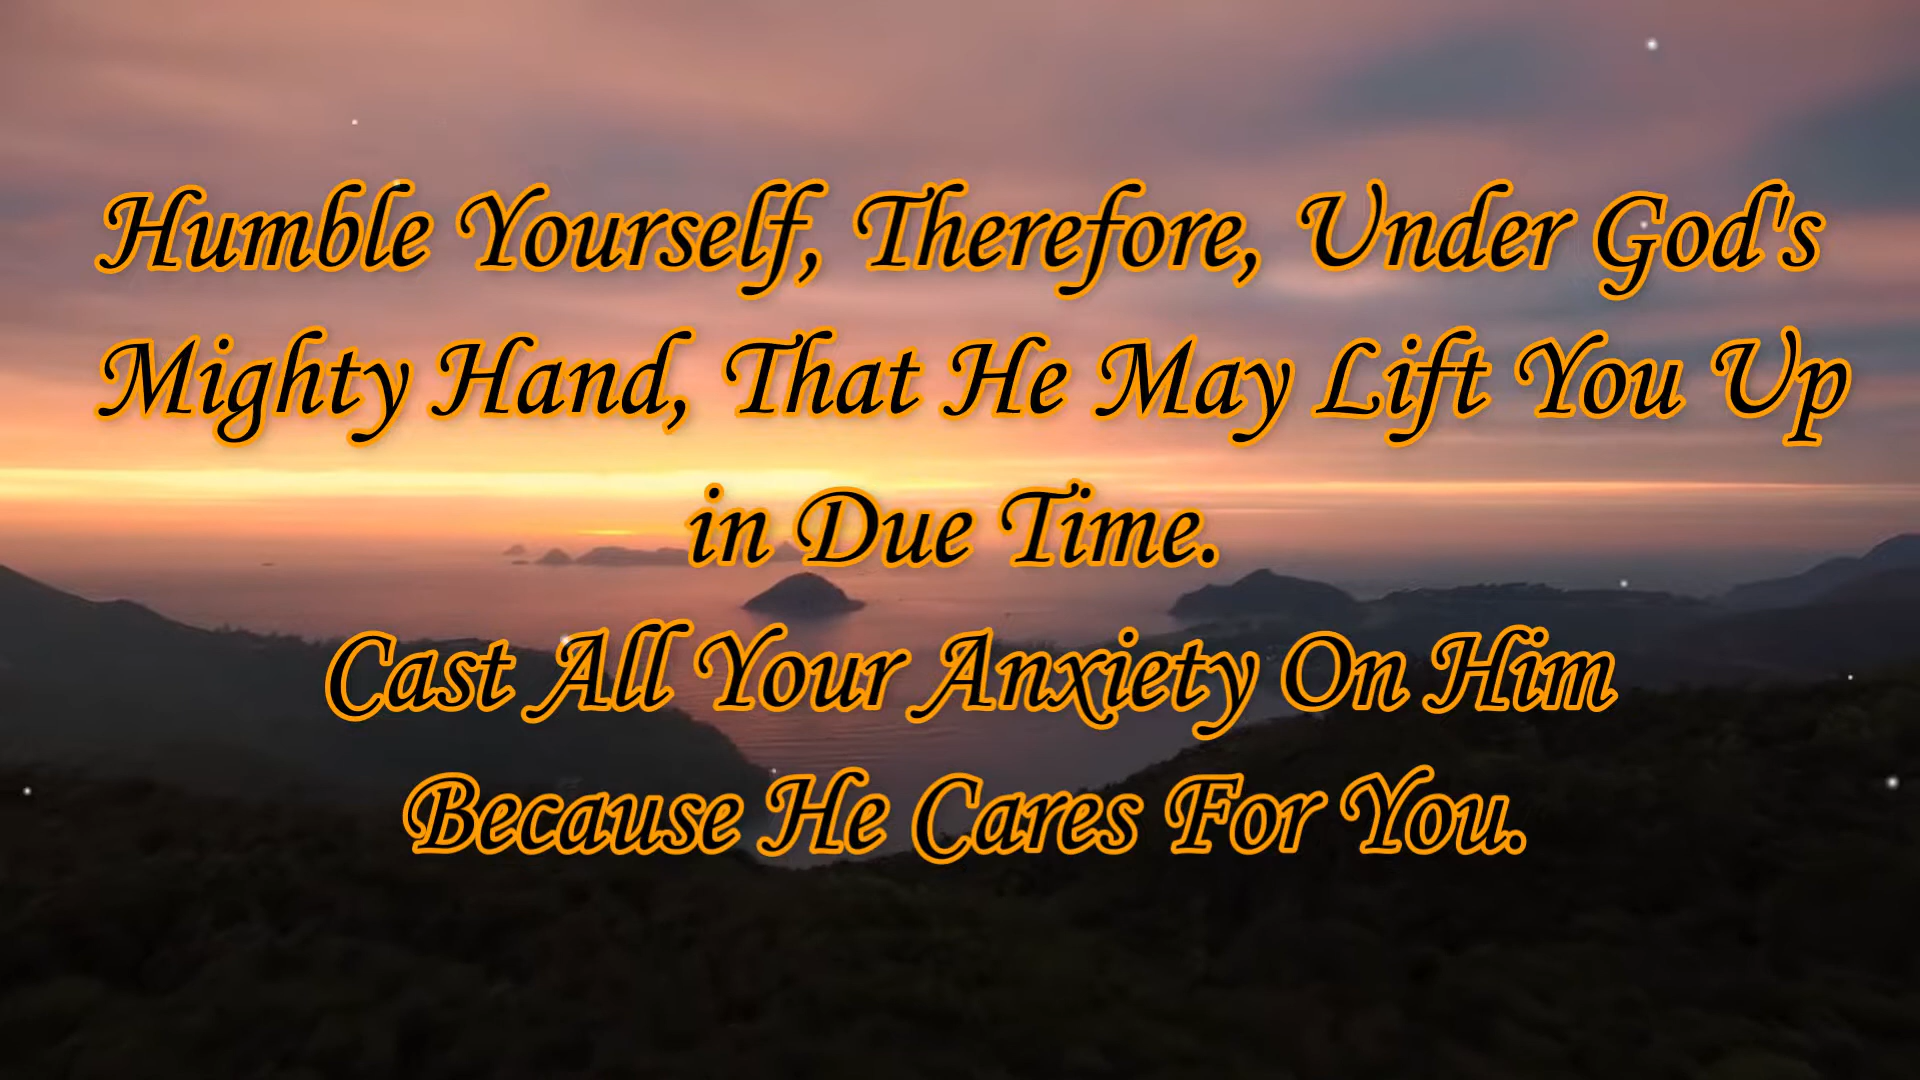 Humble Yourself, Therefore, Under God's
Mighty Hand, That He May Lift You Up
in Due Time.
Cast All Your Anxiety On Him
Because He Cares For You.